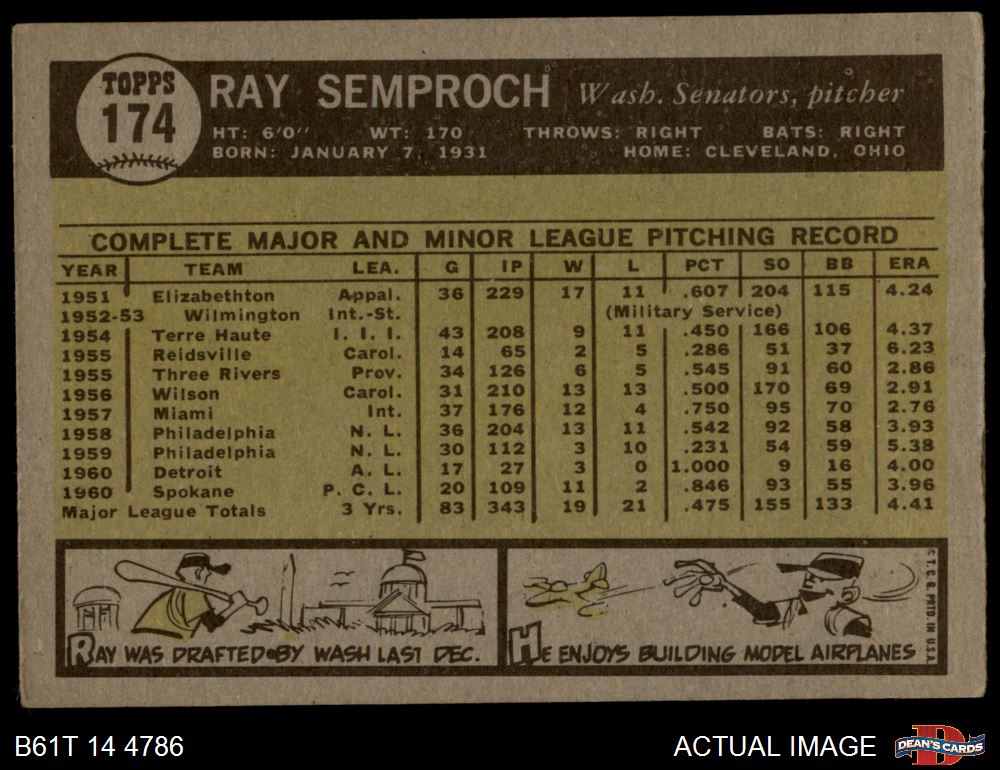 TOPPS
174
RAY SEMPROCH Wash. Senators, pitcher
HT: 6'0" WT: 170 THROWS: RIGHT BATS: RIGHT
BORN: JANUARY 7, 1931 HOME: CLEVELAND, OHIO
COMPLETE MAJOR AND MINOR LEAGUE PITCHING RECORD
YEAR TEAM LEA. G IP W L PCT SO BB ERA
1951 Elizabethton Appal. 36 229 17 11 .607 204 115 4.24
1952-53 Wilmington Int.-St. (Military Service)
1954 Terre Haute I. I. I. 43 208 9 11 .450 166 106 4.37
1955 Reidsville Carol. 14 65 2 5 .286 51 37 6.23
1955 Three Rivers Prov. 34 126 6 5 .545 91 60 2.86
1956 Wilson Carol. 31 210 13 13 .500 170 69 2.91
1957 Miami Int. 37 176 12 4 .750 95 70 2.76
1958 Philadelphia N. L. 36 204 13 11 .542 92 58 3.93
1959 Philadelphia N. L. 30 112 3 10 .231 54 59 5.38
1960 Detroit A. L. 17 27 3 0 1.000 9 16 4.00
1960 Spokane P. C. L. 20 109 11 2 .846 93 55 3.96
Major League Totals 3 Yrs. 83 343 19 21 .475 155 133 4.41
RAY WAS DRAFTED BY WASH LAST DEC.
HE ENJOYS BUILDING MODEL AIRPLANES
© T. C. G. PRTD. IN U.S.A.
B61T 14 4786
ACTUAL IMAGE
D
DEAN'S CARDS